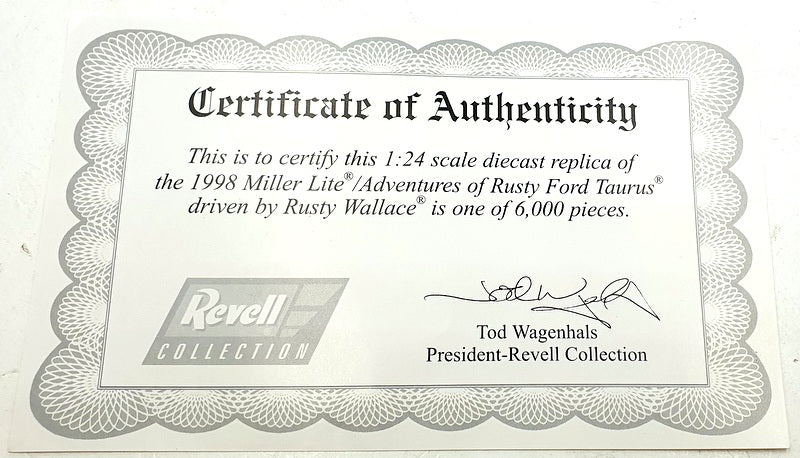 Certificate of Authenticity
This is to certify this 1:24 scale diecast replica of
the 1998 Miller Lite®/Adventures of Rusty Ford Taurus®
driven by Rusty Wallace® is one of 6,000 pieces.
Revell
COLLECTION
Tod Wagenhals
President-Revell Collection